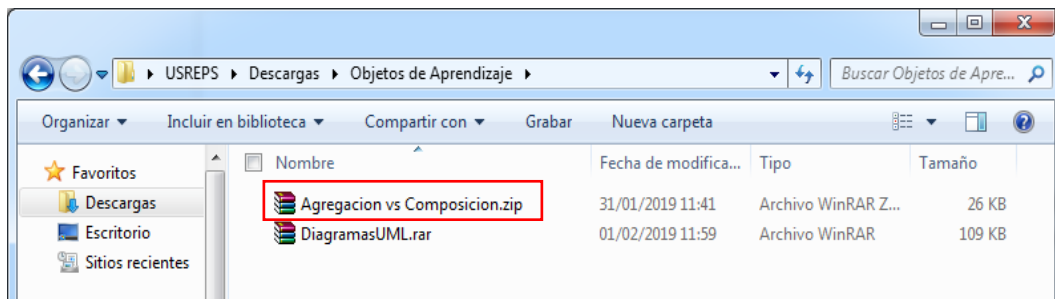 USREPS ▸ Descargas ▸ Objetos de Aprendizaje ▸ Buscar Objetos de Apre...
Organizar Incluir en biblioteca Compartir con Grabar Nueva carpeta
Favoritos
Descargas
Escritorio
Sitios recientes
Nombre Fecha de modifica... Tipo Tamaño
Agregacion vs Composicion.zip 31/01/2019 11:41 Archivo WinRAR Z... 26 KB
DiagramasUML.rar 01/02/2019 11:59 Archivo WinRAR 109 KB